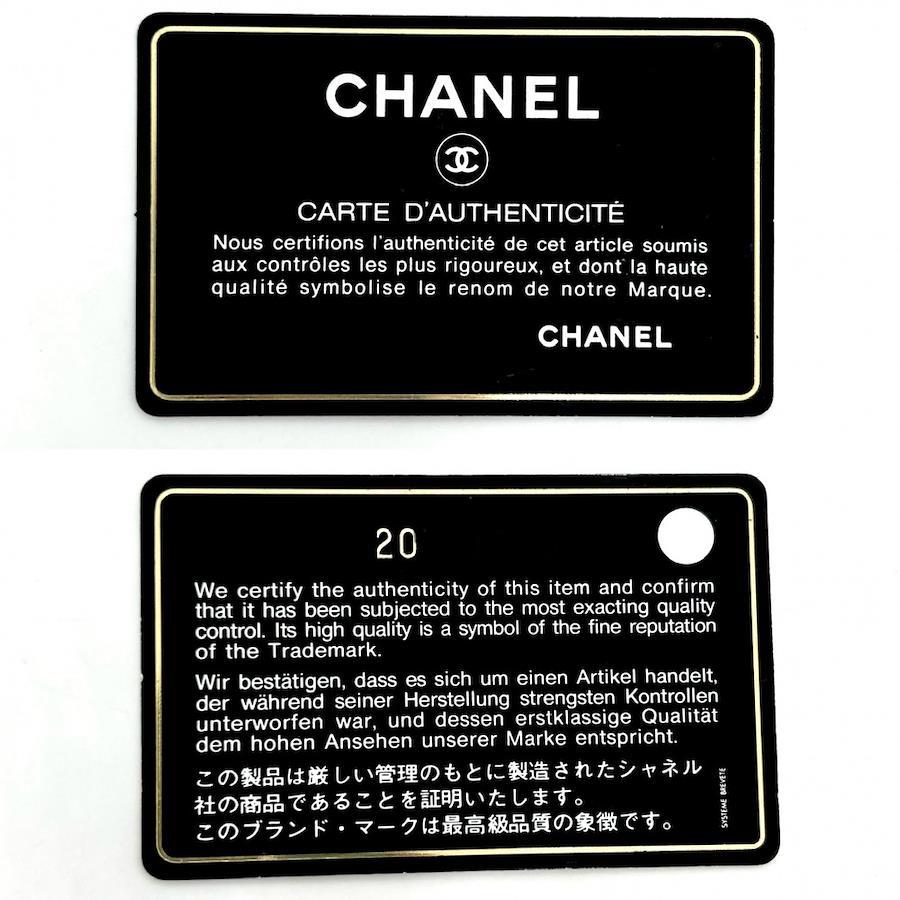 CHANEL
CARTE D'AUTHENTICITÉ
Nous certifions l'authenticité de cet article soumis
aux contrôles les plus rigoureux, et dont la haute
qualité symbolise le renom de notre Marque.
CHANEL
20
We certify the authenticity of this item and confirm
that it has been subjected to the most exacting quality
control. Its high quality is a symbol of the fine reputation
of the Trademark.
Wir bestätigen, dass es sich um einen Artikel handelt,
der während seiner Herstellung strengsten Kontrollen
unterworfen war, und dessen erstklassige Qualität
dem hohen Ansehen unserer Marke entspricht.
この製品は厳しい管理のもとに製造されたシャネル
社の商品であることを証明いたします。
このブランド・マークは最高級品質の象徴です。
SYSTEME BREVETE